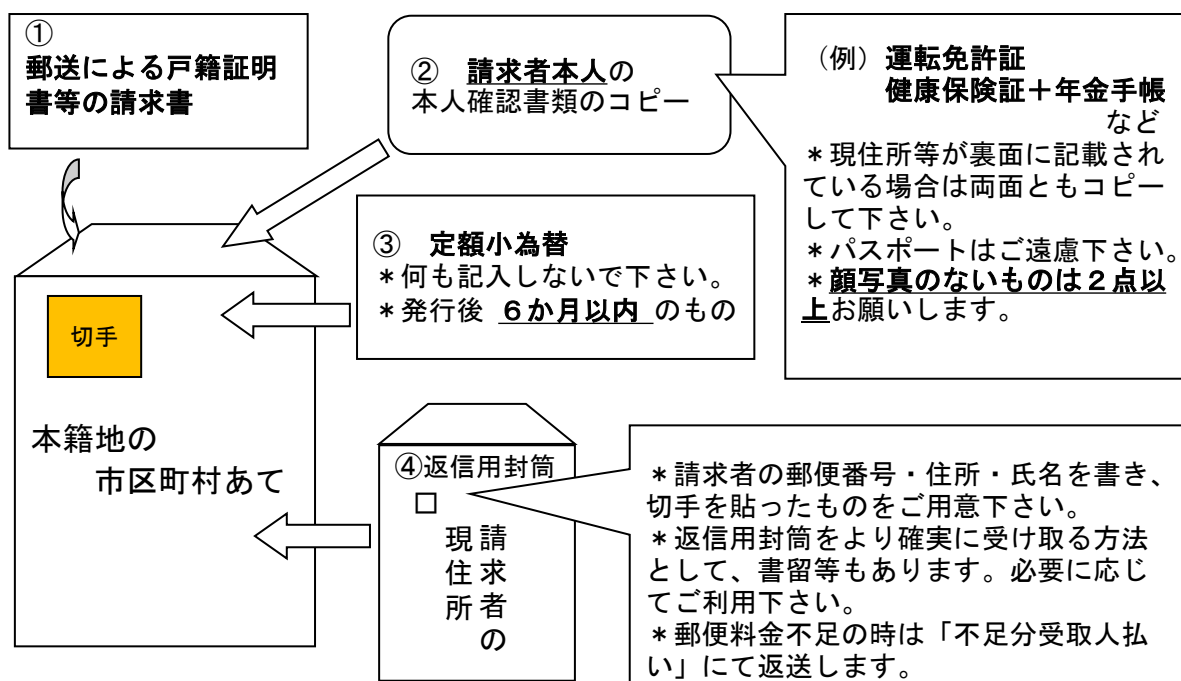 ①
郵送による戸籍証明
書等の請求書
② 請求者本人の
本人確認書類のコピー
（例）運転免許証
健康保険証＋年金手帳
など
＊現住所等が裏面に記載され
ている場合は両面ともコピー
して下さい。
＊パスポートはご遠慮下さい。
＊顔写真のないものは２点以
上お願いします。
③ 定額小為替
＊何も記入しないで下さい。
＊発行後 ６か月以内 のもの
切手
本籍地の
市区町村あて
④返信用封筒
□
請求者の
現住所
＊請求者の郵便番号・住所・氏名を書き、
切手を貼ったものをご用意下さい。
＊返信用封筒をより確実に受け取る方法
として、書留等もあります。必要に応じ
てご利用下さい。
＊郵便料金不足の時は「不足分受取人払
い」にて返送します。